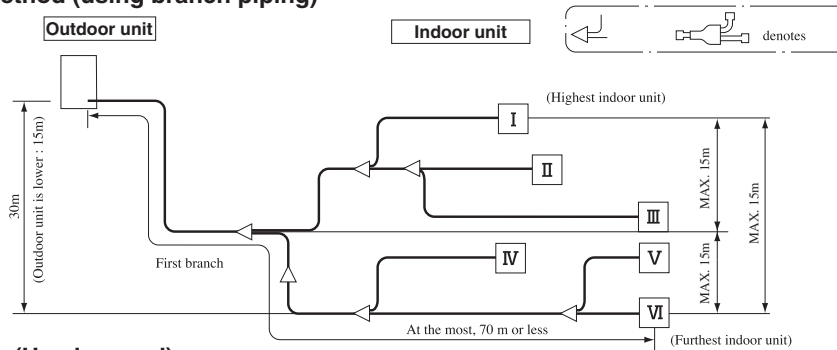 ethod (using branch piping)
Outdoor unit
Indoor unit
denotes
(Highest indoor unit)
I
II
III
IV
V
VI
30m
(Outdoor unit is lower : 15m)
MAX. 15m
MAX. 15m
MAX. 15m
First branch
At the most, 70 m or less
(Furthest indoor unit)